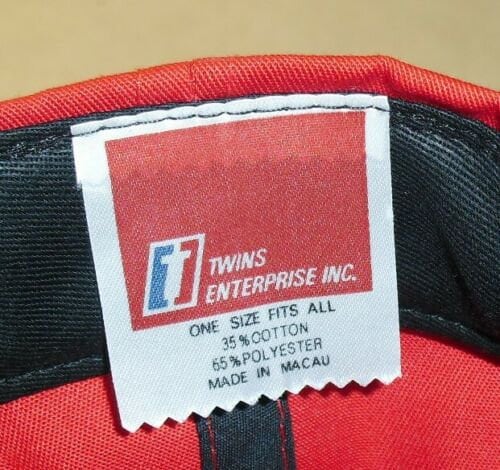 TWINS
ENTERPRISE INC.
ONE SIZE FITS ALL
35%COTTON
65%POLYESTER
MADE IN MACAU